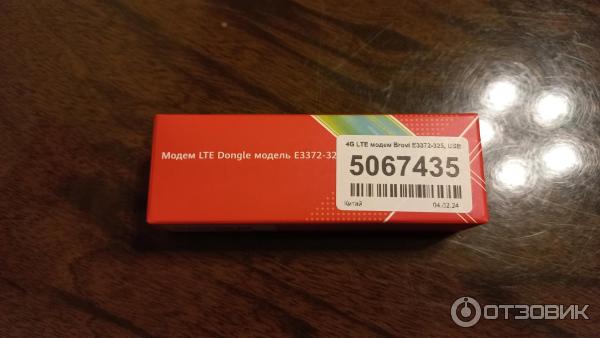 Модем LTE Dongle модель E3372-32
4G LTE модем Brovi E3372-325, USB
5067435
Китай 04.02.24
ОТЗОВИК